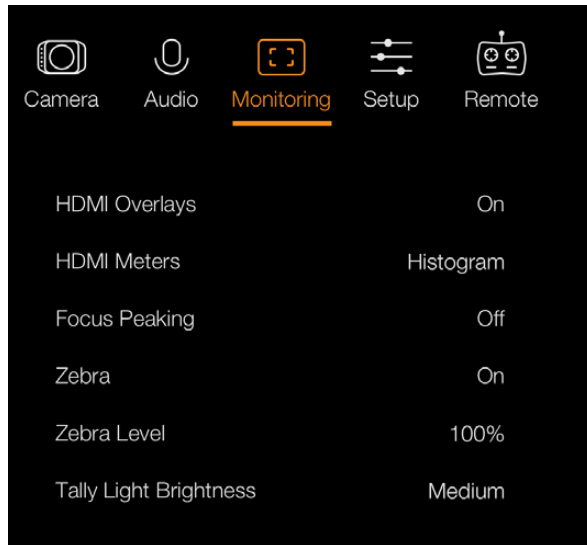 Camera Audio Monitoring Setup Remote
HDMI Overlays On
HDMI Meters Histogram
Focus Peaking Off
Zebra On
Zebra Level 100%
Tally Light Brightness Medium